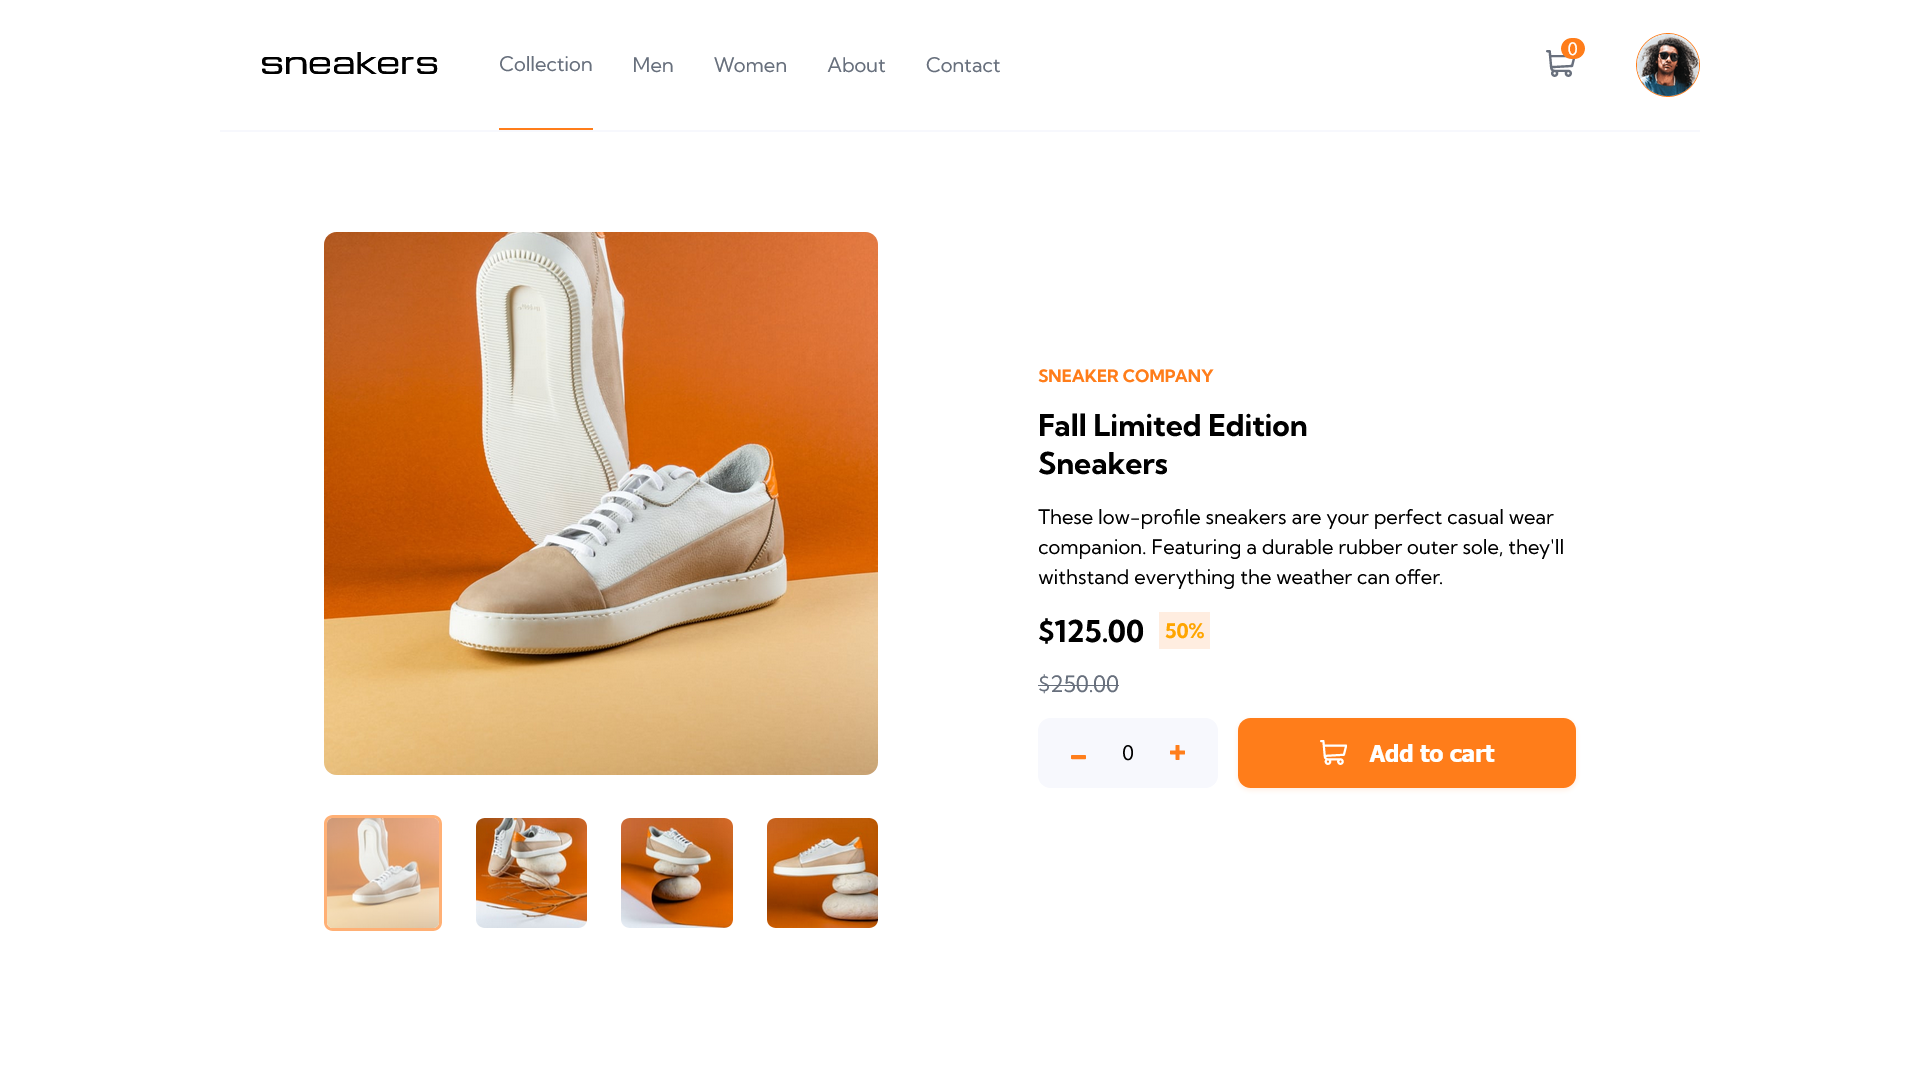 sneakers
Collection
Men
Women
About
Contact
0
SNEAKER COMPANY
Fall Limited Edition
Sneakers
These low-profile sneakers are your perfect casual wear
companion. Featuring a durable rubber outer sole, they'll
withstand everything the weather can offer.
$125.00 50%
$250.00
0
Add to cart